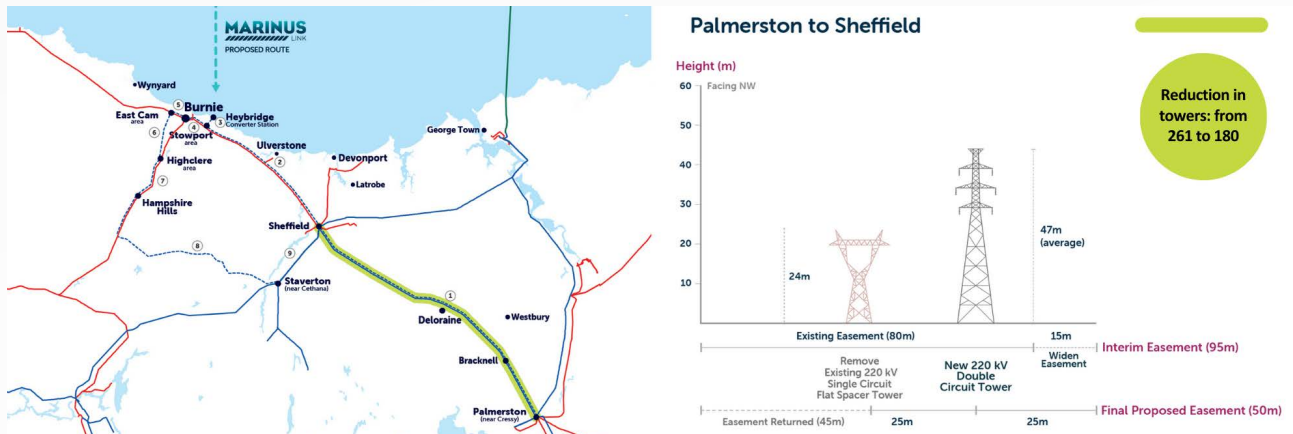 MARINUS
LINK
PROPOSED ROUTE
Wynyard
5
Burnie
East Cam
area
3
Heybridge
Converter Station
4
Stowport
area
6
George Town
Ulverstone
2
Devonport
Highclere
area
7
Latrobe
Hampshire
Hills
Sheffield
8
9
Staverton
(near Cethana)
1
Deloraine
Westbury
Bracknell
Palmerston
(near Cressy)
Palmerston to Sheffield
Height (m)
Facing NW
60
50
40
30
20
10
24m
47m
(average)
Reduction in
towers: from
261 to 180
Existing Easement (80m)
15m
Interim Easement (95m)
Widen
Easement
Remove
Existing 220 kV
Single Circuit
Flat Spacer Tower
New 220 kV
Double
Circuit Tower
Easement Returned (45m)
25m
25m
Final Proposed Easement (50m)